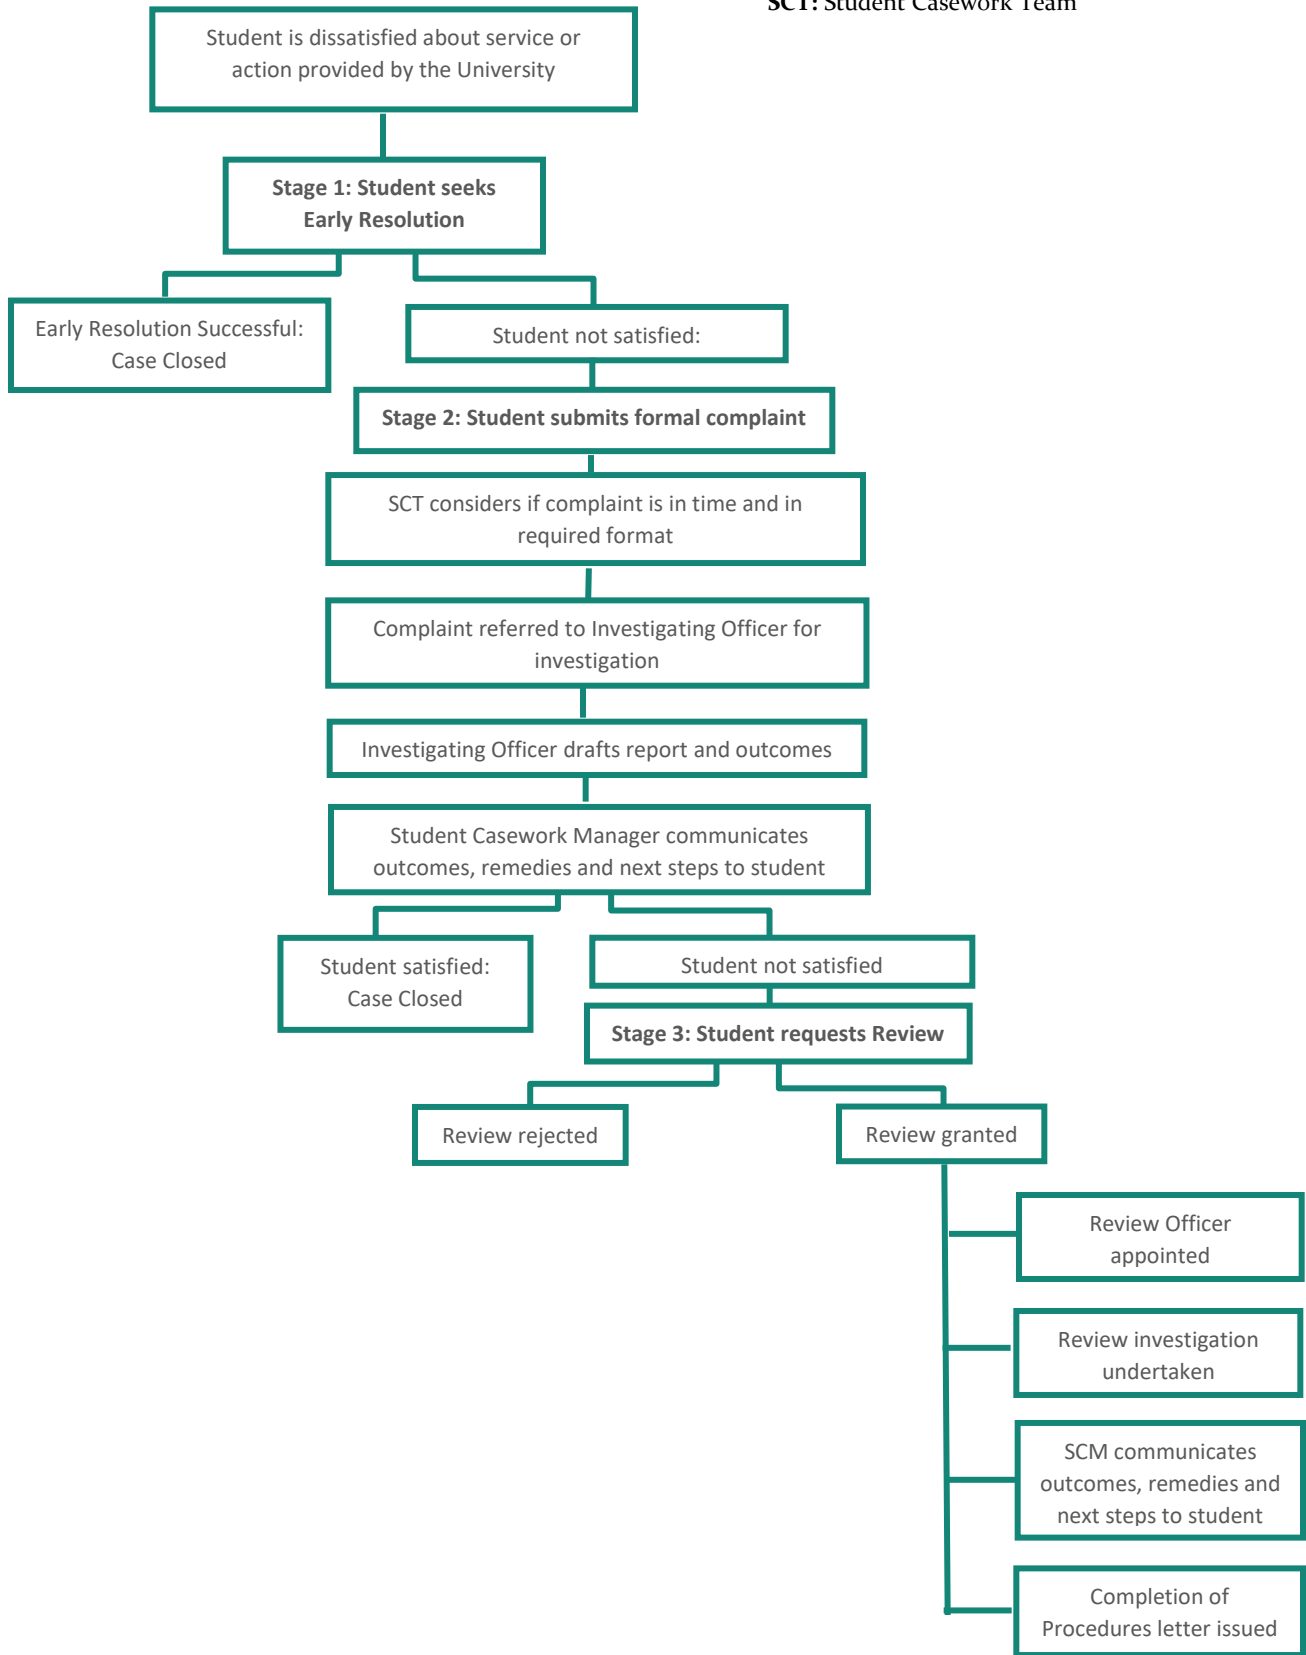 SCT: Student Casework Team
Student is dissatisfied about service or
action provided by the University
Stage 1: Student seeks
Early Resolution
Early Resolution Successful:
Case Closed
Student not satisfied:
Stage 2: Student submits formal complaint
SCT considers if complaint is in time and in
required format
Complaint referred to Investigating Officer for
investigation
Investigating Officer drafts report and outcomes
Student Casework Manager communicates
outcomes, remedies and next steps to student
Student satisfied:
Case Closed
Student not satisfied
Stage 3: Student requests Review
Review rejected
Review granted
Review Officer
appointed
Review investigation
undertaken
SCM communicates
outcomes, remedies and
next steps to student
Completion of
Procedures letter issued